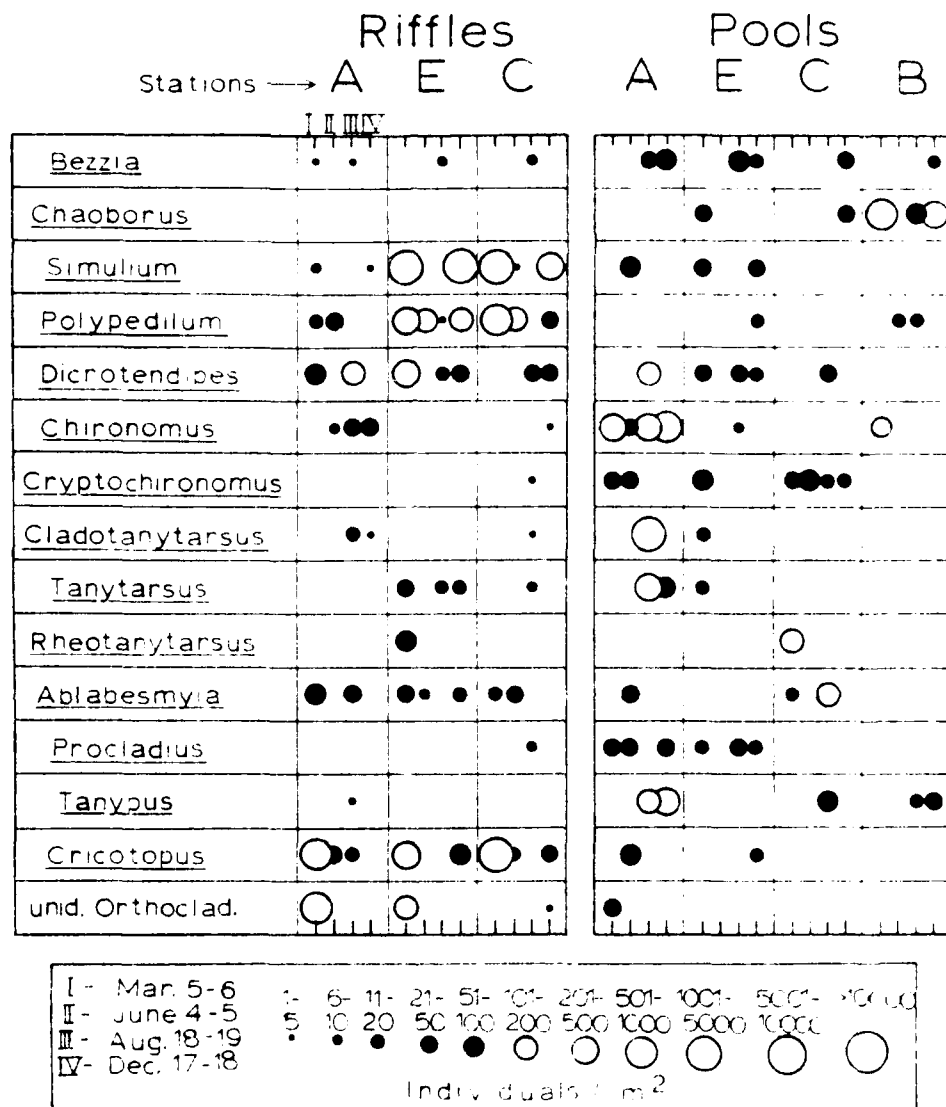 Riffles Pools
Stations → A E C A E C B
I II III IV
Bezzia
Chaoborus
Simulium
Polypedilum
Dicrotendipes
Chironomus
Cryptochironomus
Cladotanytarsus
Tanytarsus
Rheotanytarsus
Ablabesmyia
Procladius
Tanypus
Cricotopus
unid. Orthoclad.
I - Mar. 5-6
II - June 4-5
III - Aug. 18-19
IV - Dec. 17-18
1- 6- 11- 21- 51- 101- 201- 501- 1001- 5001-
5 10 20 50 100 200 500 1000 5000 10000
Individuals / m2